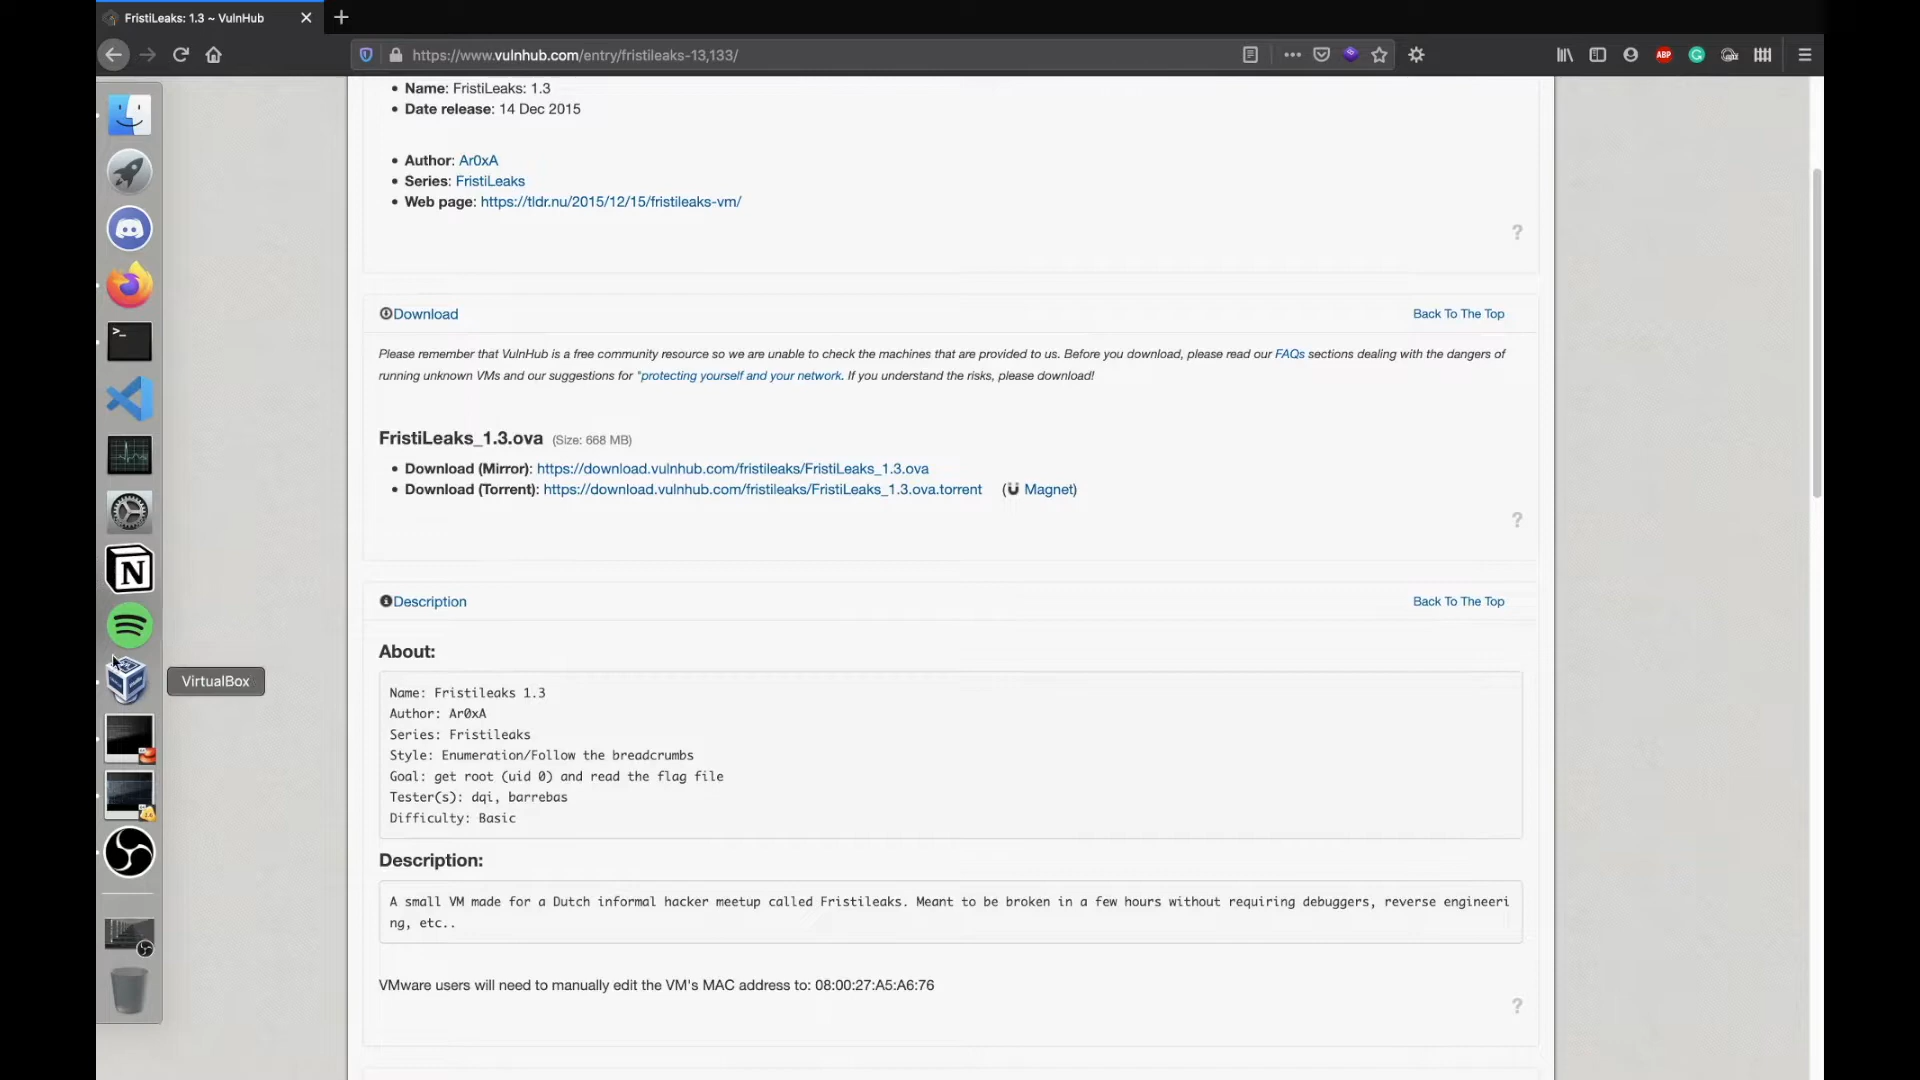 FristiLeaks: 1.3 ~ VulnHub
https://www.vulnhub.com/entry/fristileaks-13,133/
ABP
Name: FristiLeaks: 1.3
Date release: 14 Dec 2015
Author: Ar0xA
Series: FristiLeaks
Web page: https://tldr.nu/2015/12/15/fristileaks-vm/
?
Download
Back To The Top
Please remember that VulnHub is a free community resource so we are unable to check the machines that are provided to us. Before you download, please read our FAQs sections dealing with the dangers of
running unknown VMs and our suggestions for "protecting yourself and your network. If you understand the risks, please download!
FristiLeaks_1.3.ova (Size: 668 MB)
Download (Mirror): https://download.vulnhub.com/fristileaks/FristiLeaks_1.3.ova
Download (Torrent): https://download.vulnhub.com/fristileaks/FristiLeaks_1.3.ova.torrent ( Magnet)
?
Description
Back To The Top
About:
VirtualBox
Name: Fristileaks 1.3
Author: Ar0xA
Series: Fristileaks
Style: Enumeration/Follow the breadcrumbs
Goal: get root (uid 0) and read the flag file
Tester(s): dqi, barrebas
Difficulty: Basic
Description:
A small VM made for a Dutch informal hacker meetup called Fristileaks. Meant to be broken in a few hours without requiring debuggers, reverse engineeri
ng, etc..
VMware users will need to manually edit the VM's MAC address to: 08:00:27:A5:A6:76
?